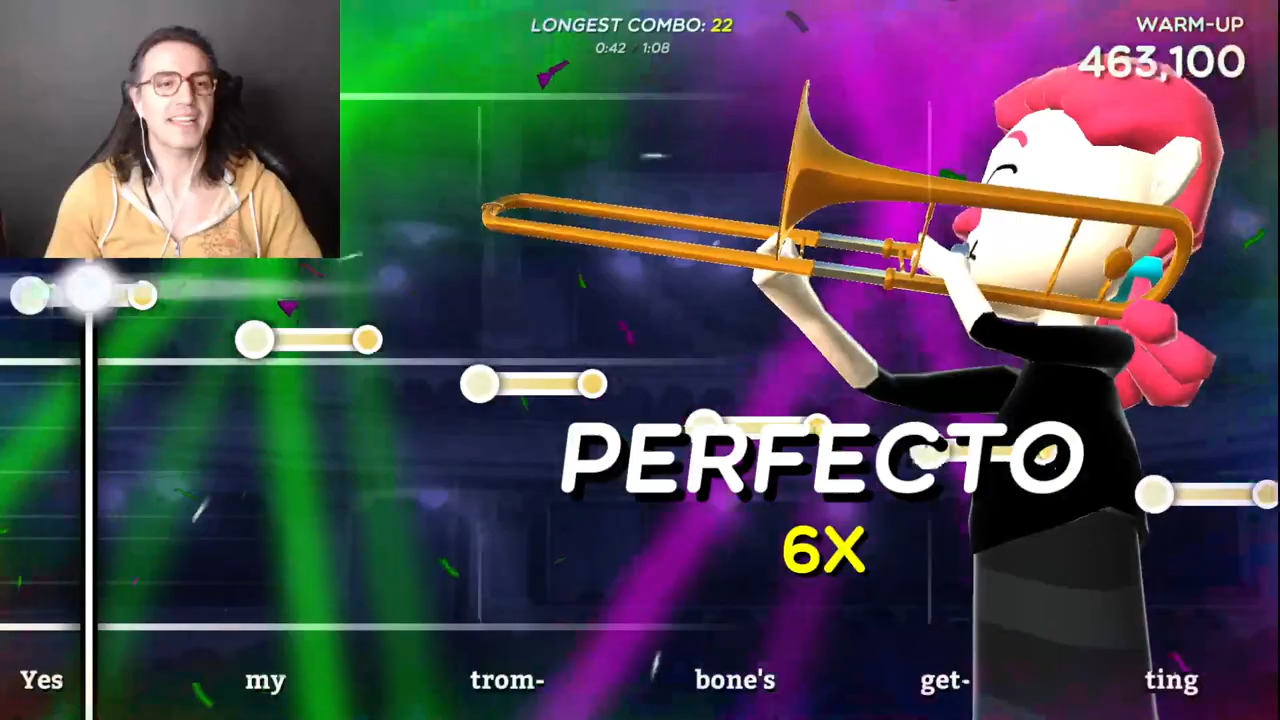 LONGEST COMBO: 22
0:42 / 1:08
WARM-UP
463,100
PERFECTO
6X
Yes my trom- bone's get- ting